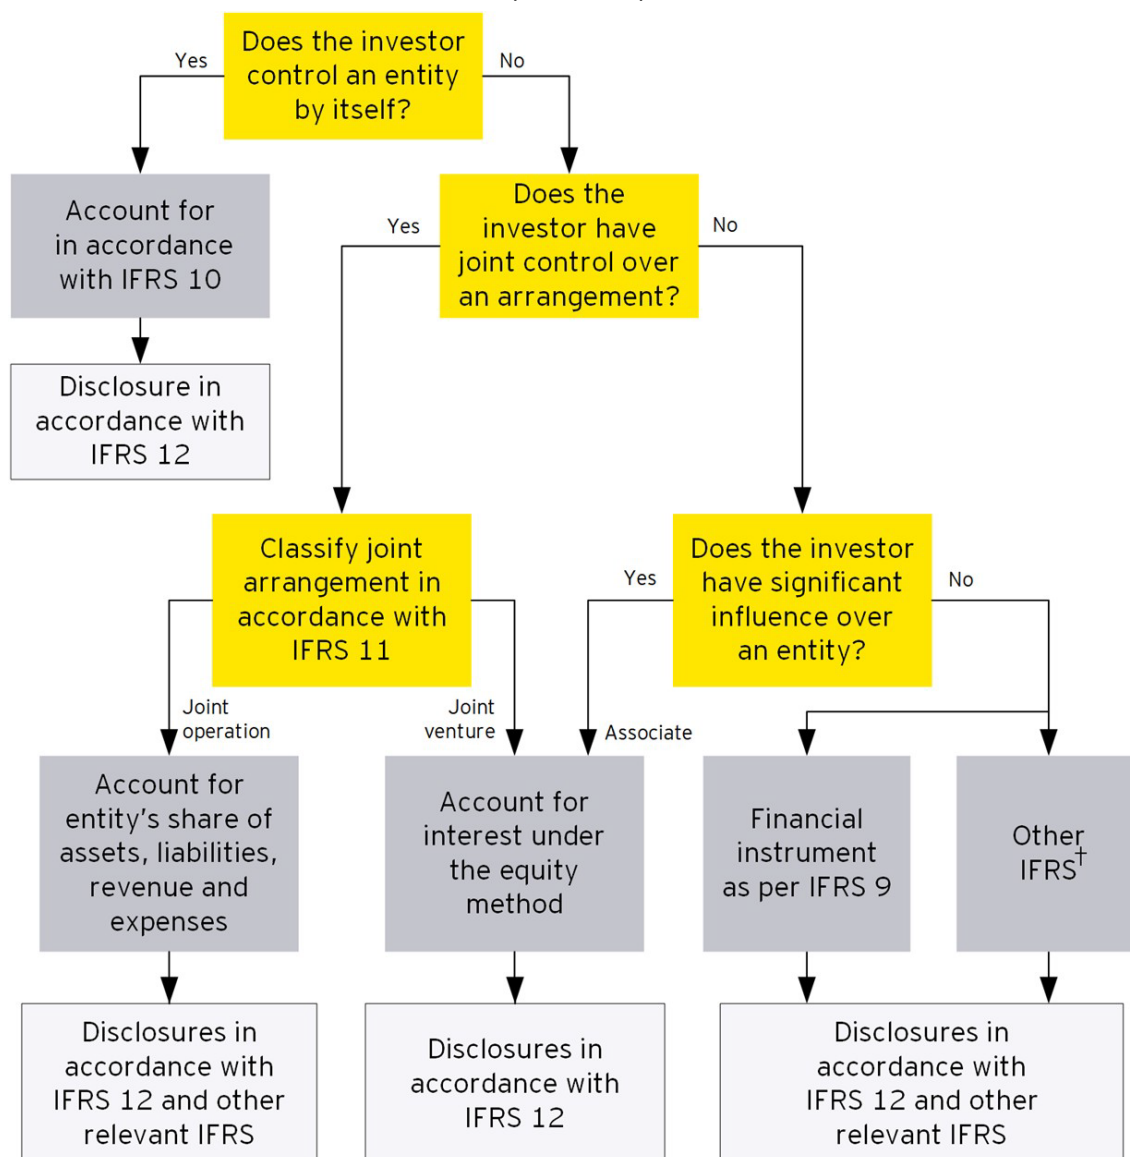 Does the investor
control an entity
by itself?
Yes
No
Account for
in accordance
with IFRS 10
Does the
investor have
joint control over
an arrangement?
Yes
No
Disclosure in
accordance with
IFRS 12
Classify joint
arrangement in
accordance with
IFRS 11
Does the investor
have significant
influence over
an entity?
Yes
No
Joint
operation
Joint
venture
Associate
Account for
entity's share of
assets, liabilities,
revenue and
expenses
Account for
interest under
the equity
method
Financial
instrument
as per IFRS 9
Other
IFRS†
Disclosures in
accordance with
IFRS 12 and other
relevant IFRS
Disclosures in
accordance with
IFRS 12
Disclosures in
accordance with
IFRS 12 and other
relevant IFRS